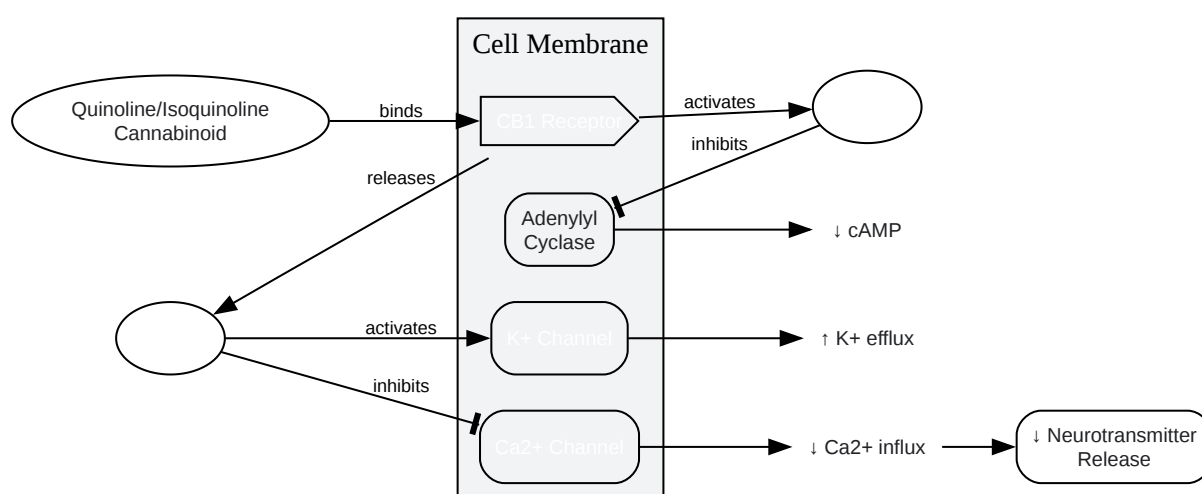 Cell Membrane
Quinoline/Isoquinoline
Cannabinoid
binds
CB1 Receptor
activates
inhibits
releases
Adenylyl
Cyclase
↓ cAMP
activates
K+ Channel
↑ K+ efflux
inhibits
Ca2+ Channel
↓ Ca2+ influx
↓ Neurotransmitter
Release